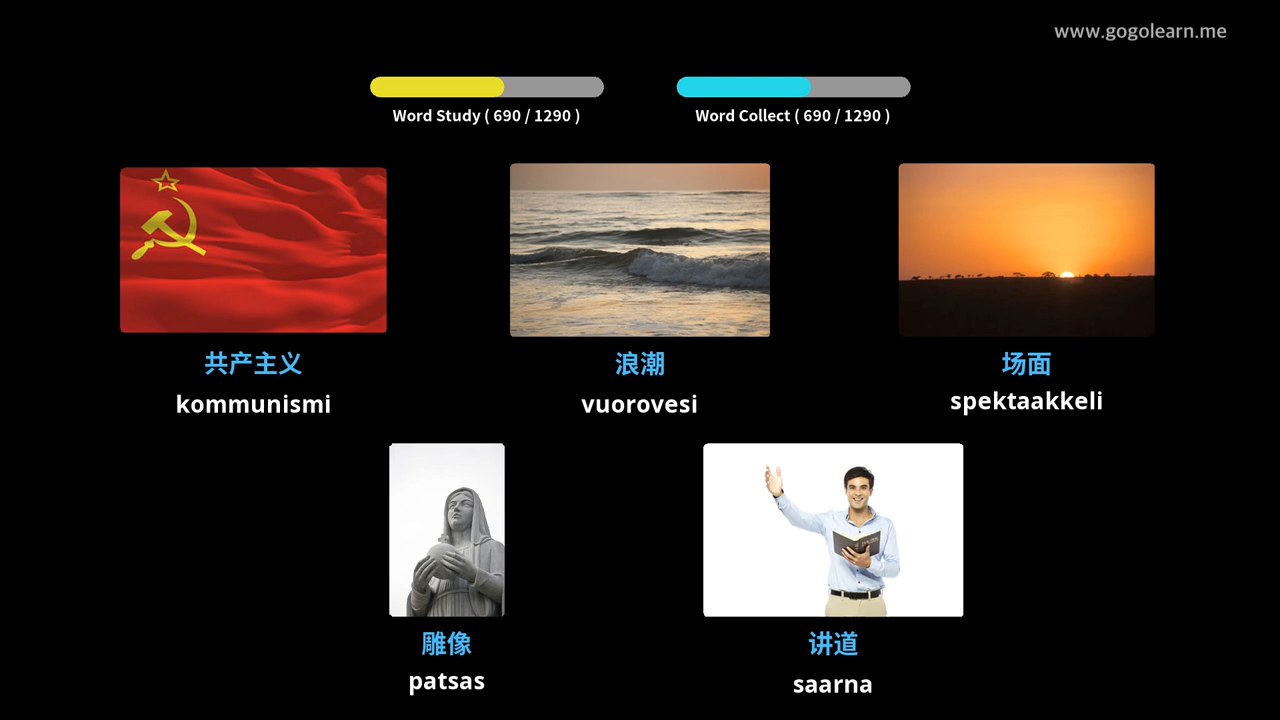 www.gogolearn.me
Word Study ( 690 / 1290 )
Word Collect ( 690 / 1290 )
共产主义
kommunismi
浪潮
vuorovesi
场面
spektaakkeli
雕像
patsas
讲道
saarna